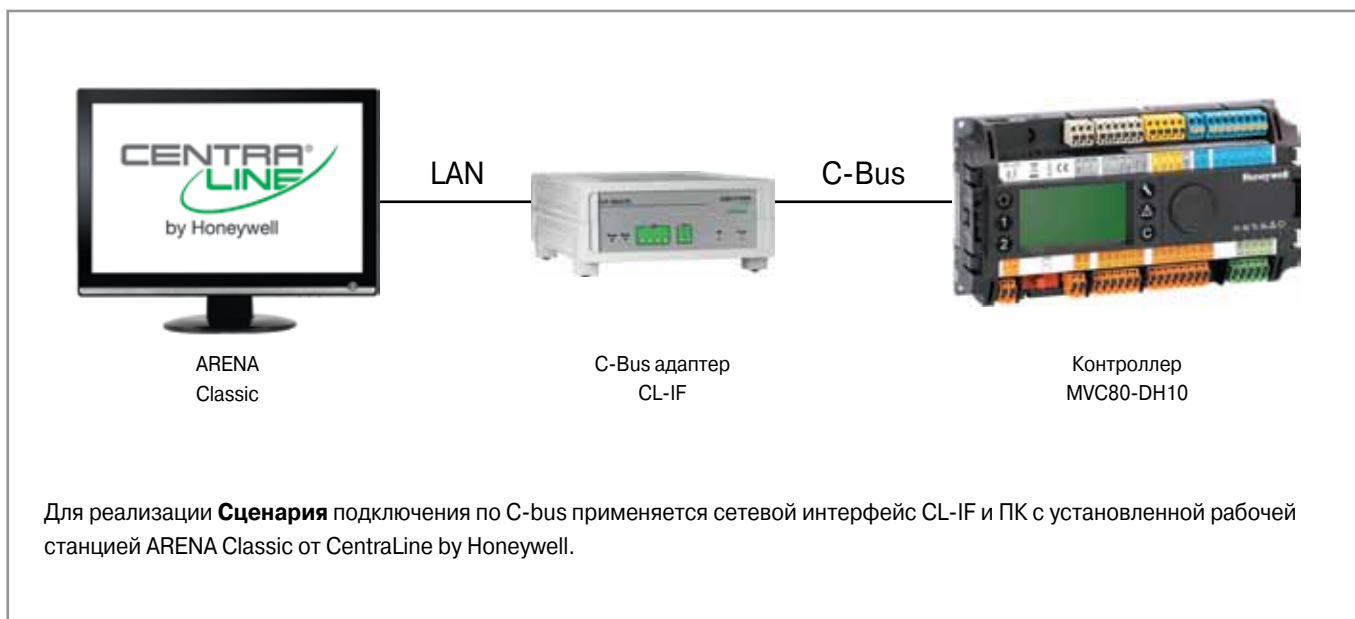 CENTRA®
LINE
by Honeywell
LAN
C-Bus
Honeywell
ARENA
Classic
C-Bus адаптер
CL-IF
Контроллер
MVC80-DH10
Для реализации Сценария подключения по C-bus применяется сетевой интерфейс CL-IF и ПК с установленной рабочей
станцией ARENA Classic от CentraLine by Honeywell.